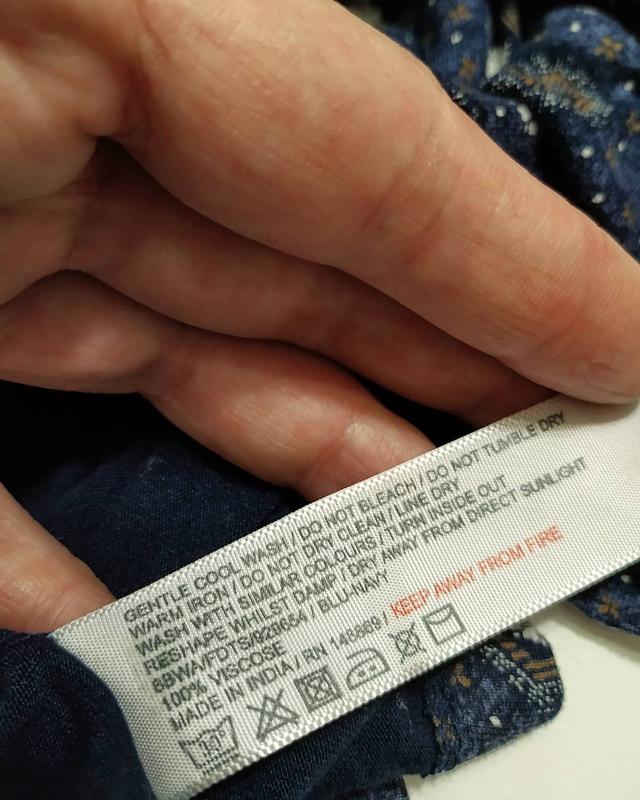 GENTLE COOL WASH / DO NOT BLEACH / DO NOT TUMBLE DRY
WARM IRON / DO NOT DRY CLEAN / LINE DRY
WASH WITH SIMILAR COLOURS / TURN INSIDE OUT
RESHAPE WHILST DAMP / DRY AWAY FROM DIRECT SUNLIGHT
/ BLUJ-NAVY
100% VISCOSE
MADE IN INDIA / RN / KEEP AWAY FROM FIRE